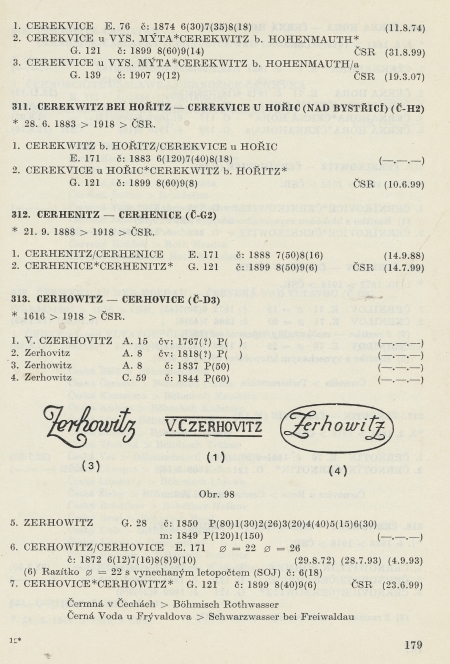 1. CEREKVICE E. 76 č: 1874 6(30)7(35)8(18) (11.8.74)
2. CEREKVICE u VYS. MÝTA*CEREKWITZ b. HOHENMAUTH*
G. 121 č: 1899 8(60)9(14) ČSR (31.8.99)
3. CEREKVICE u VYS. MÝTA*CEREKWITZ b. HOHENMAUTH/a
G. 139 č: 1907 9(12) ČSR (19.3.07)
311. CEREKWITZ BEI HOŘITZ — CEREKVICE U HOŘIC (NAD BYSTŘICÍ) (Č-H2)
* 28. 6. 1883 > 1918 > ČSR.
1. CEREKWITZ b. HOŘITZ/CEREKVICE u HOŘIC
E. 171 č: 1883 6(120)7(40)8(18) (—.—.—)
2. CEREKVICE u HOŘIC*CEREKWITZ b. HOŘITZ*
G. 121 č: 1899 8(60)9(8) ČSR (10.6.99)
312. CERHENITZ — CERHENICE (Č-G2)
* 21. 9. 1888 > 1918 > ČSR.
1. CERHENITZ/CERHENICE E. 171 č: 1888 7(50)8(16) (14.9.88)
2. CERHENICE*CERHENITZ* G. 121 č: 1899 8(50)9(6) ČSR (14.7.99)
313. CERHOWITZ — CERHOVICE (Č-D3)
* 1616 > 1918 > ČSR.
1. V. CZERHOWITZ A. 15 čv: 1767(?) P( ) (—.—.—)
2. Zerhovitz A. 8 čv: 1818(?) P( ) (—.—.—)
3. Zerhovitz A. 8 č: 1837 P(50) (—.—.—)
4. Zerhovitz C. 59 č: 1844 P(60) (—.—.—)
Zerhowitz V. CZERHOVITZ Zerhowitz
(3) (1) (4)
Obr. 98
5. ZERHOWITZ G. 28 č: 1850 P(80)1(30)2(26)3(20)4(40)5(15)6(30)
m: 1849 P(120)1(150) (—.—.—)
6. CERHOWITZ/CERHOVICE E. 171 ⌀ = 22 ⌀ = 26
č: 1872 6(12)7(16)8(8)9(10) (29.8.72) (28.7.93) (4.9.93)
(6) Razítko ⌀ = 22 s vynechaným letopočtem (SOJ) č: 6(18)
7. CERHOVICE*CERHOWITZ* G. 121 č: 1899 8(40)9(6) ČSR (23.6.99)
Čermná v Čechách > Böhmisch Rothwasser
Černá Voda u Frývaldova > Schwarzwasser bei Freiwaldau
12*
179